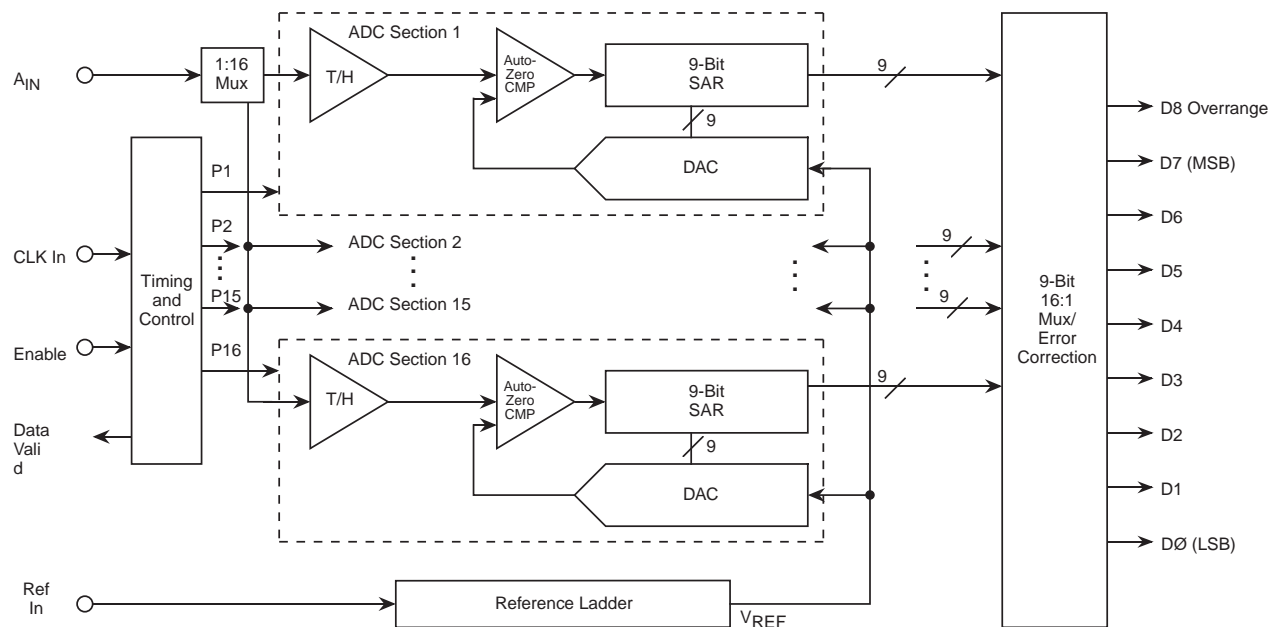 ADC Section 1
A_IN
1:16
Mux
T/H
Auto-
Zero
CMP
9-Bit
SAR
9
9
DAC
D8 Overrange
D7 (MSB)
P1
P2
ADC Section 2
9
D6
CLK In
Timing
and
Control
P15
ADC Section 15
9
D5
9-Bit
16:1
Mux/
Error
Correction
D4
Enable
P16
ADC Section 16
T/H
Auto-
Zero
CMP
9-Bit
SAR
9
9
DAC
D3
Data
Vali
d
D2
D1
DØ (LSB)
Ref
In
Reference Ladder
V_REF